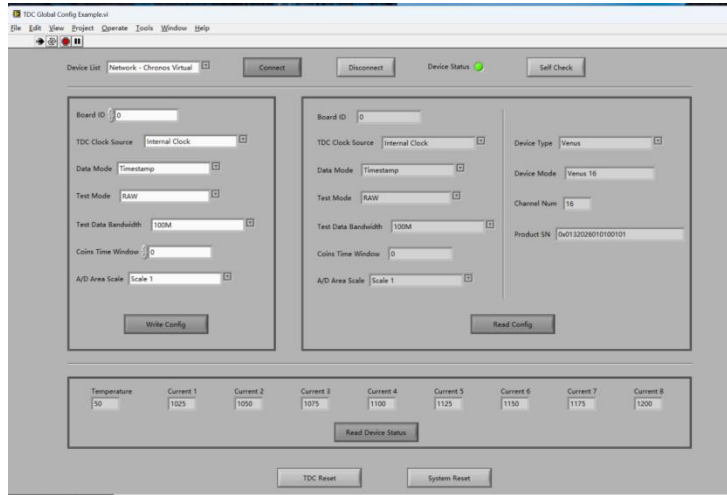 TDC Global Config Example.vi
File Edit View Project Operate Tools Window Help
Device List Network - Chronos Virtual Connect Disconnect Device Status Self Check
Board ID 0
TDC Clock Source Internal Clock
Data Mode Timestamp
Test Mode RAW
Test Data Bandwidth 100M
Coins Time Window 0
A/D Area Scale Scale 1
Write Config
Board ID 0
TDC Clock Source Internal Clock
Data Mode Timestamp
Test Mode RAW
Test Data Bandwidth 100M
Coins Time Window 0
A/D Area Scale Scale 1
Device Type Venus
Device Mode Venus 16
Channel Num 16
Product SN 0x0132026010100101
Read Config
Temperature Current 1 Current 2 Current 3 Current 4 Current 5 Current 6 Current 7 Current 8
50 1025 1050 1075 1100 1125 1150 1175 1200
Read Device Status
TDC Reset System Reset